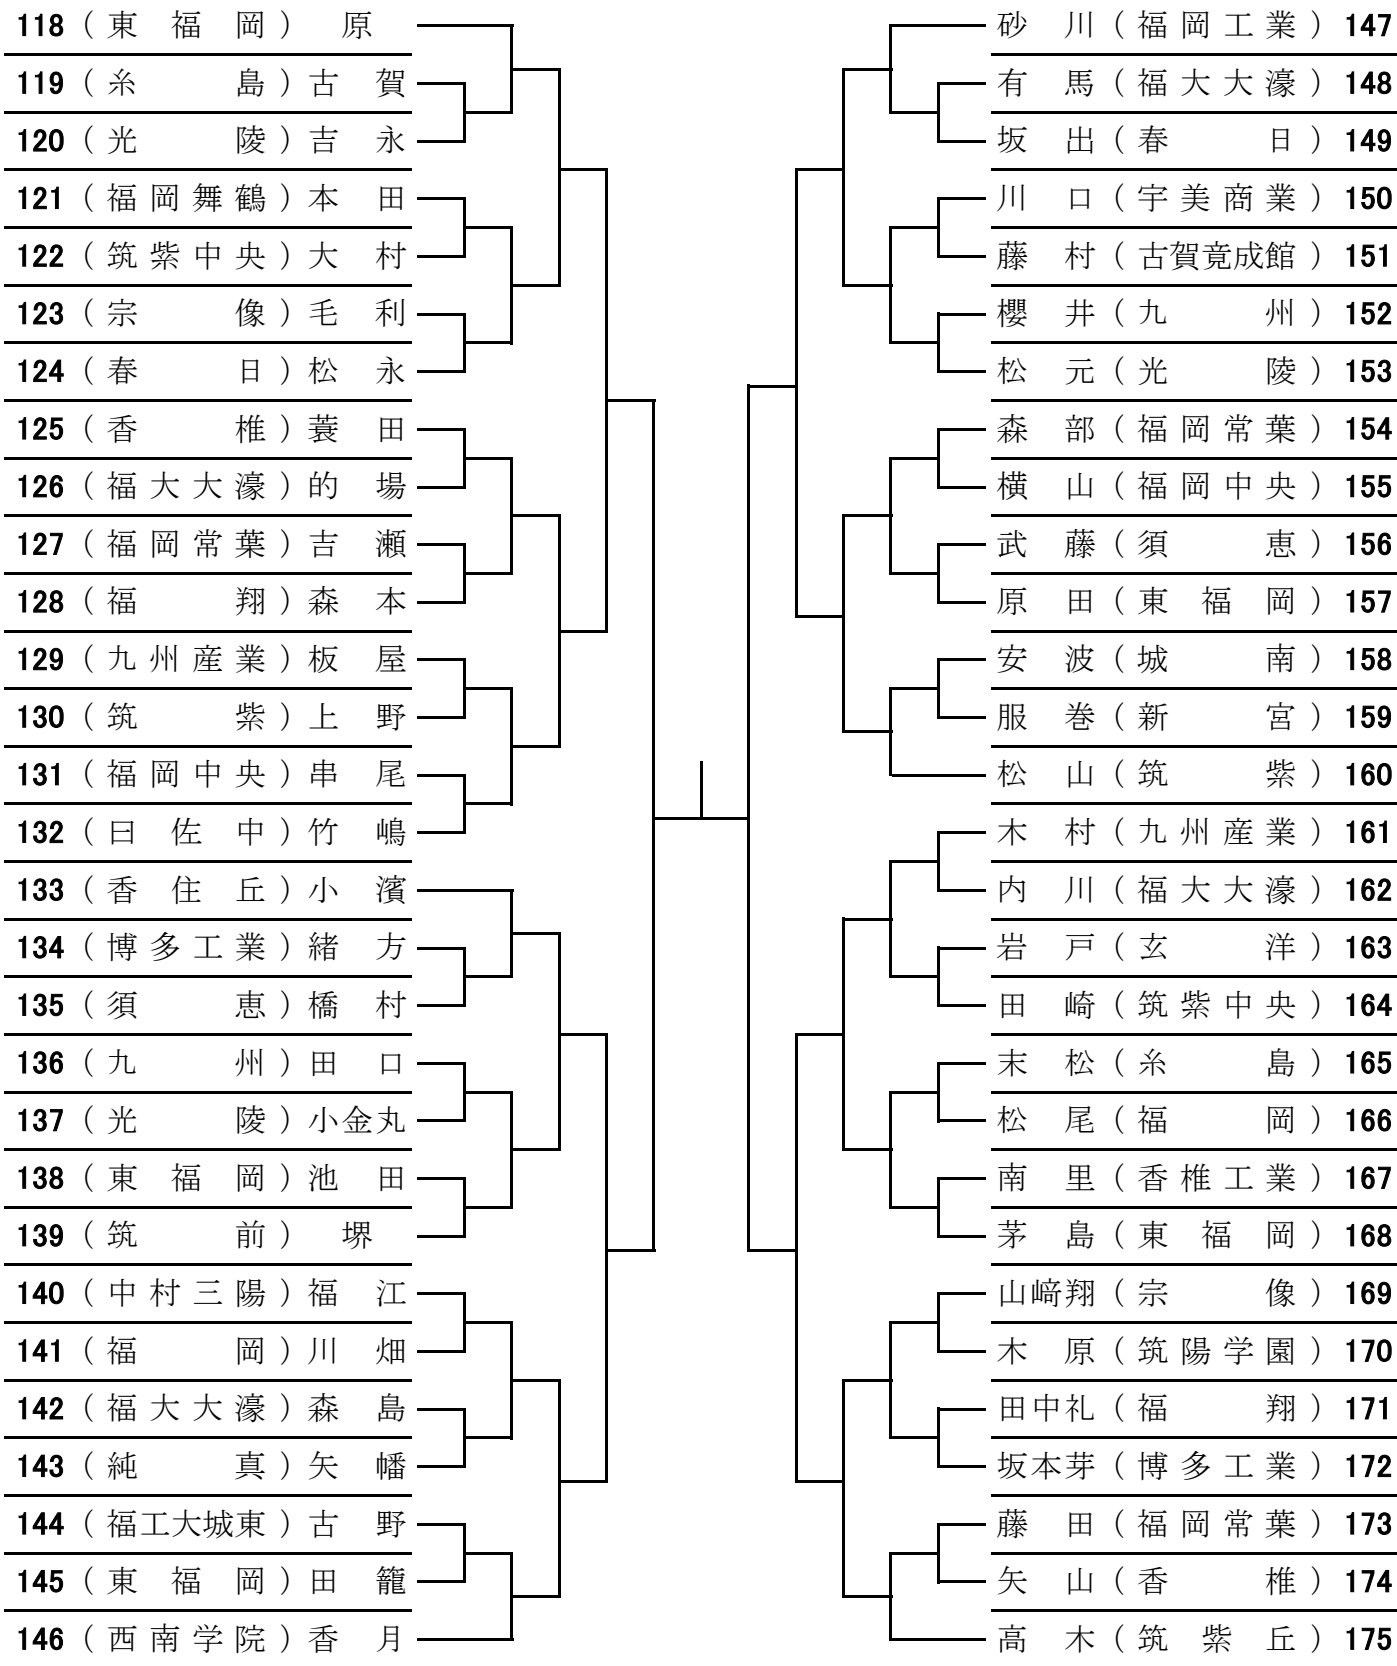 118 (東福岡) 原
119 (糸島) 古賀
120 (光陵) 吉永
121 (福岡舞鶴) 本田
122 (筑紫中央) 大村
123 (宗像) 毛利
124 (春日) 松永
125 (香椎) 蓑田
126 (福大大濠) 的場
127 (福岡常葉) 吉瀬
128 (福翔) 森本
129 (九州産業) 板屋
130 (筑紫) 上野
131 (福岡中央) 串尾
132 (日佐中) 竹嶋
133 (香住丘) 小濱
134 (博多工業) 緒方
135 (須恵) 橋村
136 (九州) 田口
137 (光陵) 小金丸
138 (東福岡) 池田
139 (筑前) 堺
140 (中村三陽) 福江
141 (福岡) 川畑
142 (福大大濠) 森島
143 (純真) 矢幡
144 (福工大城東) 古野
145 (東福岡) 田籠
146 (西南学院) 香月
砂川 (福岡工業) 147
有馬 (福大大濠) 148
坂出 (春日) 149
川口 (宇美商業) 150
藤村 (古賀竟成館) 151
櫻井 (九州) 152
松元 (光陵) 153
森部 (福岡常葉) 154
横山 (福岡中央) 155
武藤 (須恵) 156
原田 (東福岡) 157
安波 (城南) 158
服巻 (新宮) 159
松山 (筑紫) 160
木村 (九州産業) 161
内川 (福大大濠) 162
岩戸 (玄洋) 163
田崎 (筑紫中央) 164
末松 (糸島) 165
松尾 (福岡) 166
南里 (香椎工業) 167
茅島 (東福岡) 168
山﨑翔 (宗像) 169
木原 (筑陽学園) 170
田中礼 (福翔) 171
坂本芽 (博多工業) 172
藤田 (福岡常葉) 173
矢山 (香椎) 174
高木 (筑紫丘) 175